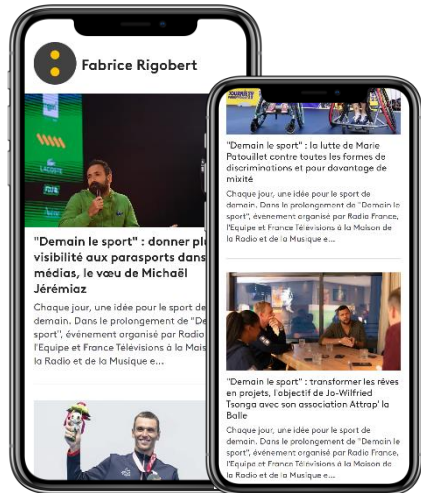 Fabrice Rigobert
LACOSTE
"Demain le sport" : donner
visibilité aux parasports dans
médias, le vœu de Michaël
Jérémiaz
Chaque jour, une idée pour le sport de
demain. Dans le prolongement de
sport", événement organisé par Radio
l'Equipe et France Télévisions à la
la Radio et de la Musique e...
"Demain le sport" : la lutte de Marie
Patouillet contre toutes les formes de
discriminations et pour davantage de
mixité
Chaque jour, une idée pour le sport de
demain. Dans le prolongement de "Demain le
sport", évenement organisé par Radio France,
l'Equipe et France Télévisions à la Maison de
la Radio et de la Musique e...
"Demain le sport" : transformer les rêves
en projets, l'objectif de Jo-Wilfried
Tsonga avec son association Attrap' la
Balle
Chaque jour, une idée pour le sport de
demain. Dans le prolongement de "Demain le
sport", évenement organisé par Radio France,
l'Equipe et France Télévisions à la Maison de
la Radio et de la Musique e...